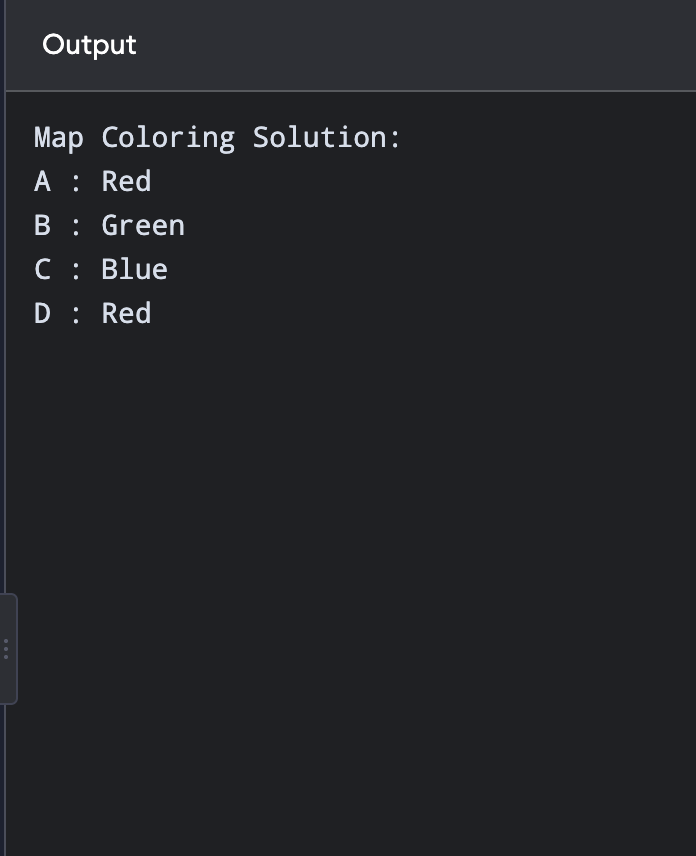 Output
Map Coloring Solution:
A : Red
B : Green
C : Blue
D : Red